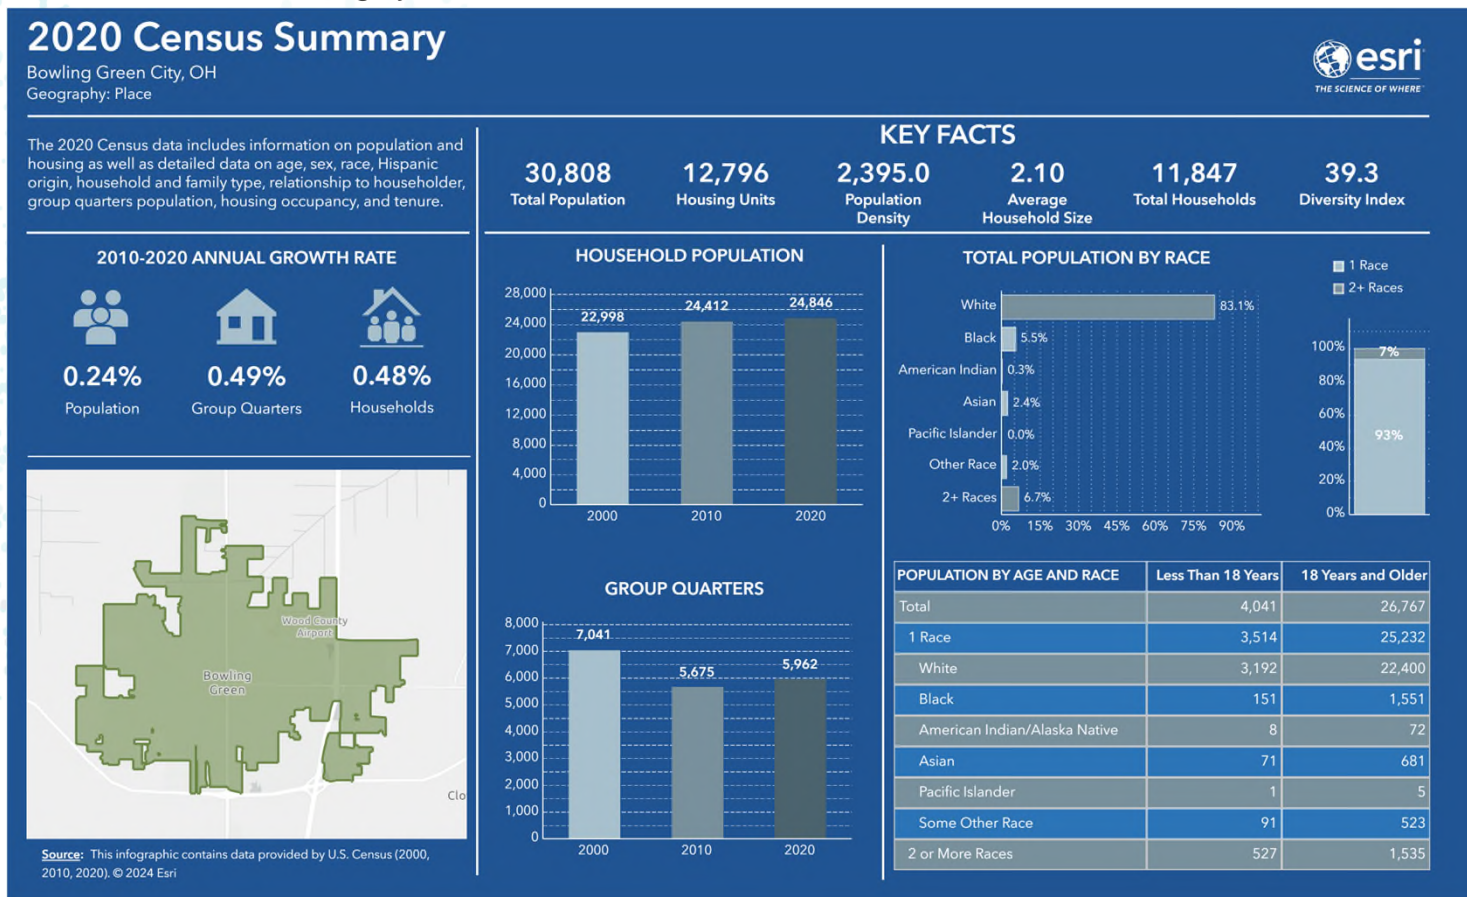 2020 Census Summary
Bowling Green City, OH
Geography: Place
esri
THE SCIENCE OF WHERE
The 2020 Census data includes information on population and
housing as well as detailed data on age, sex, race, Hispanic
origin, household and family type, relationship to householder,
group quarters population, housing occupancy, and tenure.
KEY FACTS
30,808
Total Population
12,796
Housing Units
2,395.0
Population
Density
2.10
Average
Household Size
11,847
Total Households
39.3
Diversity Index
2010-2020 ANNUAL GROWTH RATE
0.24%
Population
0.49%
Group Quarters
0.48%
Households
Wood County
Airport
Bowling
Green
Clo
Source: This infographic contains data provided by U.S. Census (2000,
2010, 2020). © 2024 Esri
HOUSEHOLD POPULATION
28,000
24,000
20,000
16,000
12,000
8,000
4,000
0
22,998
24,412
24,846
2000 2010 2020
GROUP QUARTERS
8,000
7,000
6,000
5,000
4,000
3,000
2,000
1,000
0
7,041
5,675
5,962
2000 2010 2020
TOTAL POPULATION BY RACE
White 83.1%
Black 5.5%
American Indian 0.3%
Asian 2.4%
Pacific Islander 0.0%
Other Race 2.0%
2+ Races 6.7%
0% 15% 30% 45% 60% 75% 90%
1 Race
2+ Races
100%
80%
60%
40%
20%
0%
7%
93%
POPULATION BY AGE AND RACE Less Than 18 Years 18 Years and Older
Total 4,041 26,767
1 Race 3,514 25,232
White 3,192 22,400
Black 151 1,551
American Indian/Alaska Native 8 72
Asian 71 681
Pacific Islander 1 5
Some Other Race 91 523
2 or More Races 527 1,535